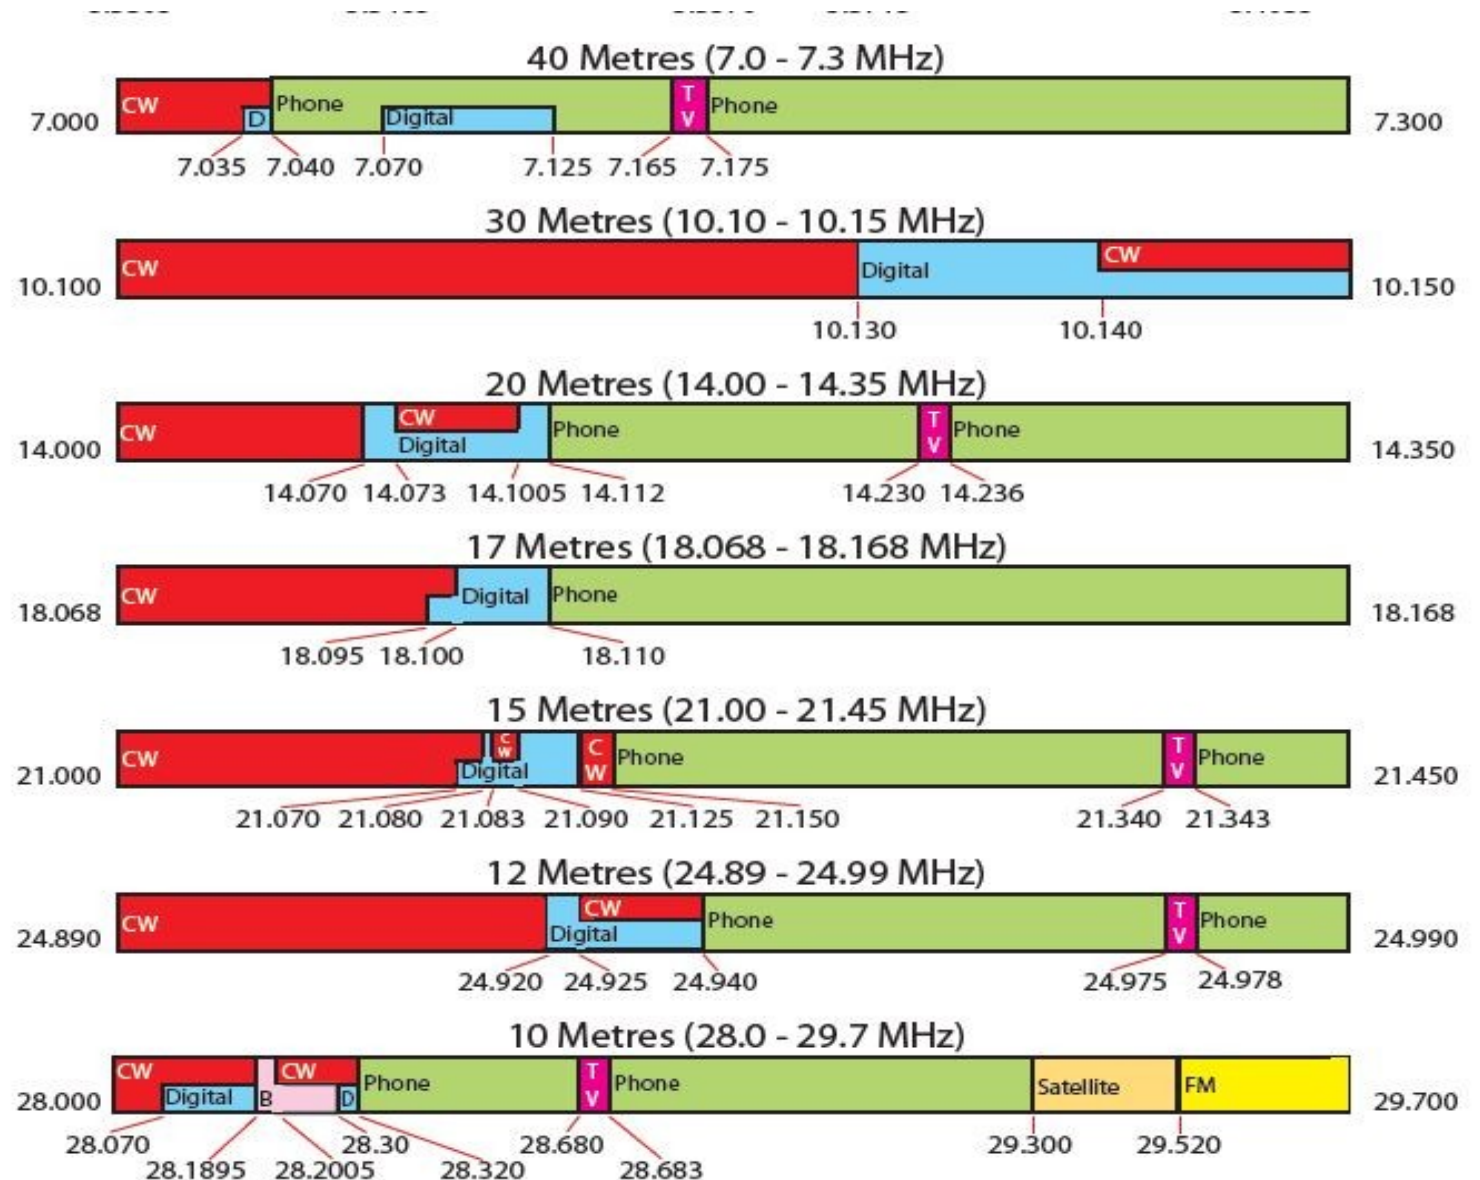 40 Metres (7.0 - 7.3 MHz)
CW D Phone Digital TV Phone
7.000 7.300
7.035 7.040 7.070 7.125 7.165 7.175
30 Metres (10.10 - 10.15 MHz)
CW Digital CW
10.100 10.150
10.130 10.140
20 Metres (14.00 - 14.35 MHz)
CW CW Digital Phone TV Phone
14.000 14.350
14.070 14.073 14.1005 14.112 14.230 14.236
17 Metres (18.068 - 18.168 MHz)
CW Digital Phone
18.068 18.168
18.095 18.100 18.110
15 Metres (21.00 - 21.45 MHz)
CW CW Digital CW Phone TV Phone
21.000 21.450
21.070 21.080 21.083 21.090 21.125 21.150 21.340 21.343
12 Metres (24.89 - 24.99 MHz)
CW CW Digital Phone TV Phone
24.890 24.990
24.920 24.925 24.940 24.975 24.978
10 Metres (28.0 - 29.7 MHz)
CW Digital B CW D Phone TV Phone Satellite FM
28.000 29.700
28.070 28.30 28.680 29.300 29.520
28.1895 28.2005 28.320 28.683